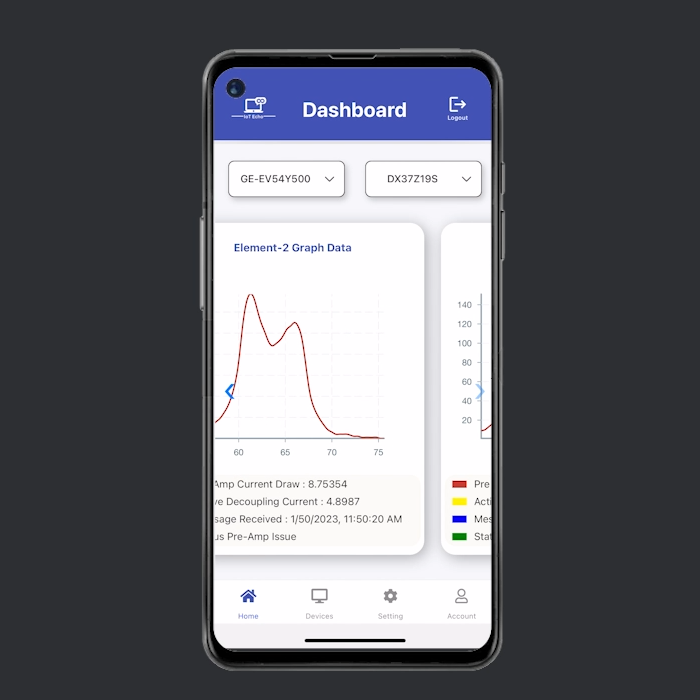 IoT Echo
Dashboard
Logout
GE-EV54Y500
DX37Z19S
Element-2 Graph Data
60 65 70 75
140
120
100
80
60
40
20
Amp Current Draw : 8.75354
ve Decoupling Current : 4.8987
sage Received : 1/50/2023, 11:50:20 AM
us Pre-Amp Issue
Pre
Acti
Mes
Stat
Home
Devices
Setting
Account